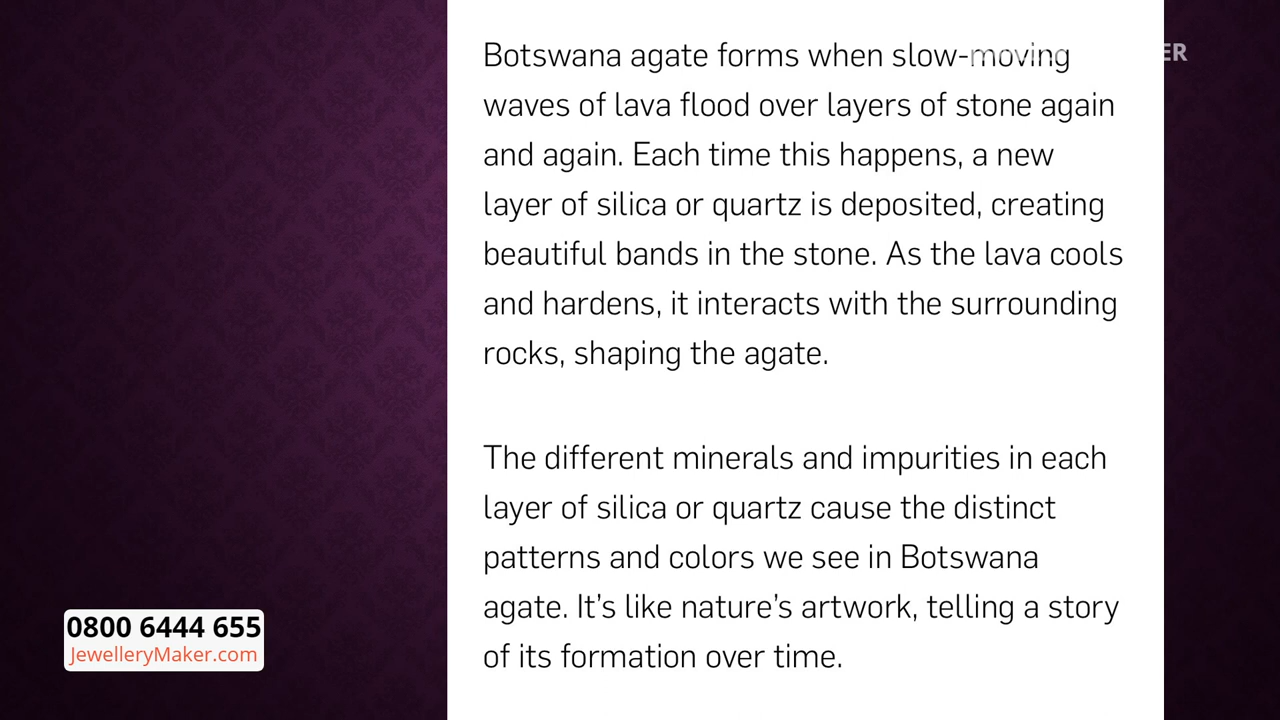 Botswana agate forms when slow-moving
waves of lava flood over layers of stone again
and again. Each time this happens, a new
layer of silica or quartz is deposited, creating
beautiful bands in the stone. As the lava cools
and hardens, it interacts with the surrounding
rocks, shaping the agate.
The different minerals and impurities in each
layer of silica or quartz cause the distinct
patterns and colors we see in Botswana
agate. It’s like nature’s artwork, telling a story
of its formation over time.
0800 6444 655
JewelleryMaker.com